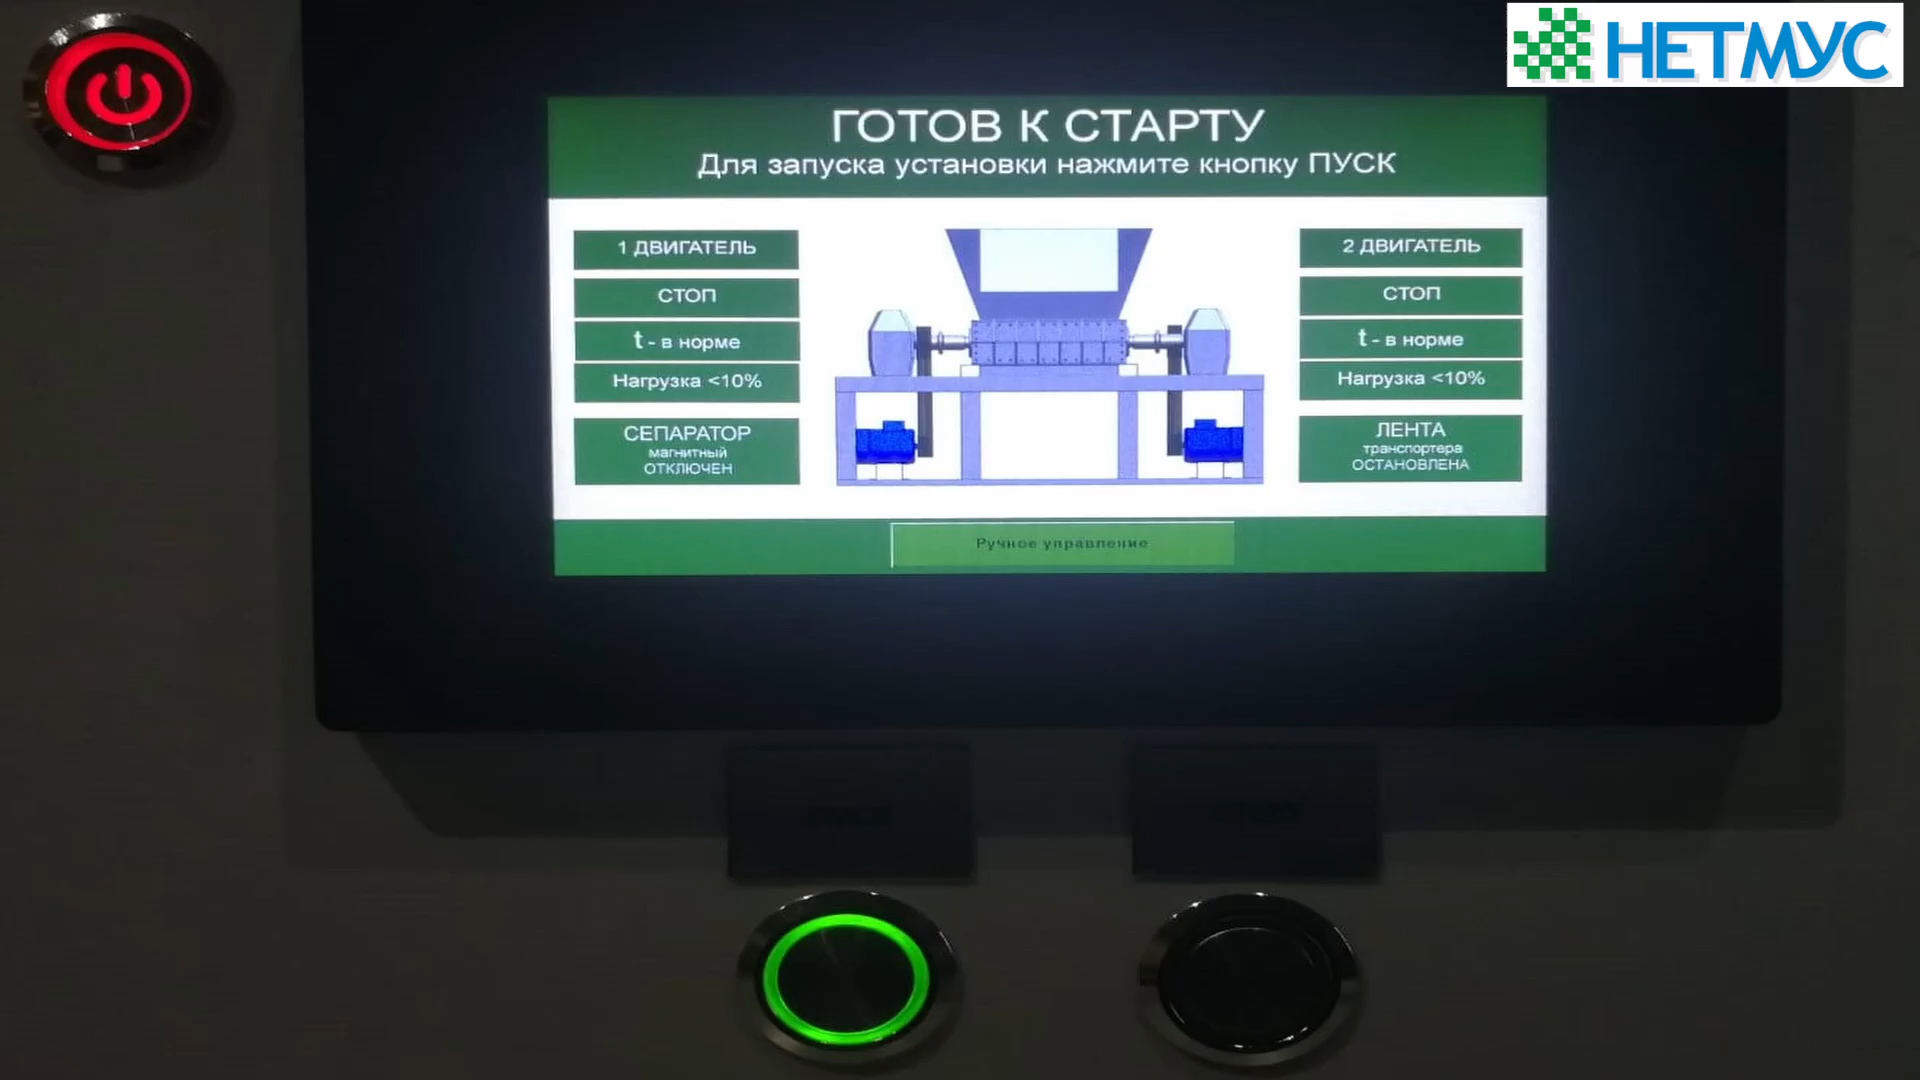 НЕТМУС
ГОТОВ К СТАРТУ
Для запуска установки нажмите кнопку ПУСК
1 ДВИГАТЕЛЬ
СТОП
t - в норме
Нагрузка <10%
СЕПАРАТОР
магнитный
ОТКЛЮЧЕН
2 ДВИГАТЕЛЬ
СТОП
t - в норме
Нагрузка <10%
ЛЕНТА
транспортера
ОСТАНОВЛЕНА
Ручное управление